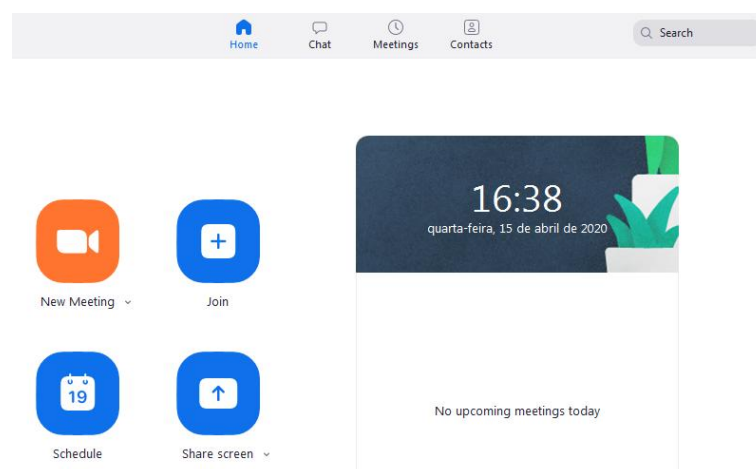 Home
Chat
Meetings
Contacts
Search
16:38
quarta-feira, 15 de abril de 2020
New Meeting
Join
19
Schedule
Share screen
No upcoming meetings today